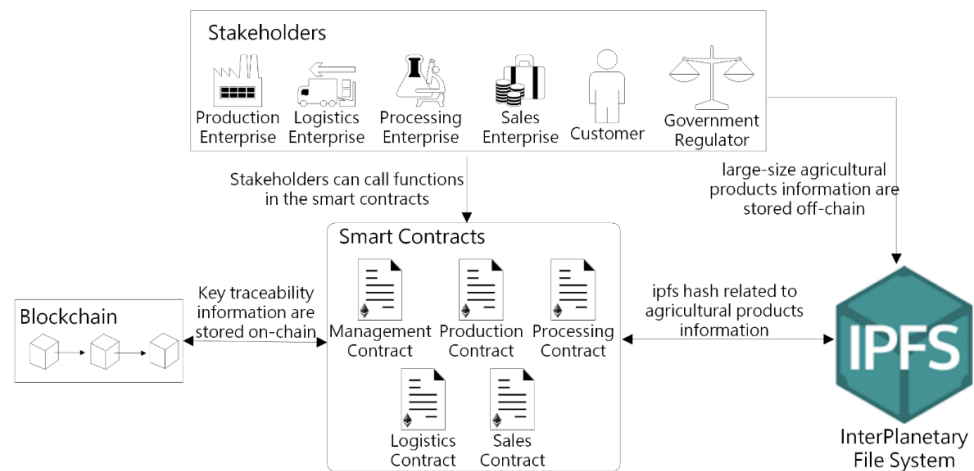 Stakeholders
Production
Enterprise
Logistics
Enterprise
Processing
Enterprise
Sales
Enterprise
Customer
Government
Regulator
Stakeholders can call functions
in the smart contracts
large-size agricultural
products information are
stored off-chain
Smart Contracts
Management
Contract
Production
Contract
Processing
Contract
Logistics
Contract
Sales
Contract
Blockchain
Key traceability
information are
stored on-chain
ipfs hash related to
agricultural products
information
IPFS
InterPlanetary
File System